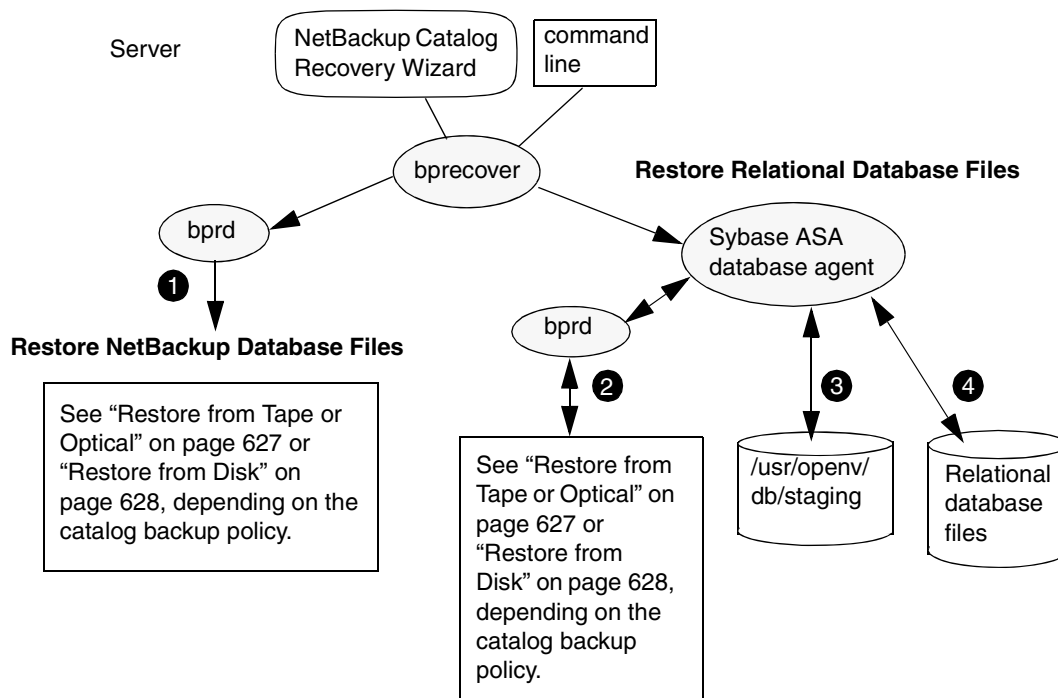 Server
NetBackup Catalog
Recovery Wizard
command
line
bprecover
Restore Relational Database Files
bprd
Sybase ASA
database agent
1
Restore NetBackup Database Files
bprd
2
3
4
See “Restore from Tape or
Optical” on page 627 or
“Restore from Disk” on
page 628, depending on the
catalog backup policy.
See “Restore from
Tape or Optical” on
page 627 or
“Restore from
Disk” on page 628,
depending on the
catalog backup
policy.
/usr/openv/
db/staging
Relational
database
files